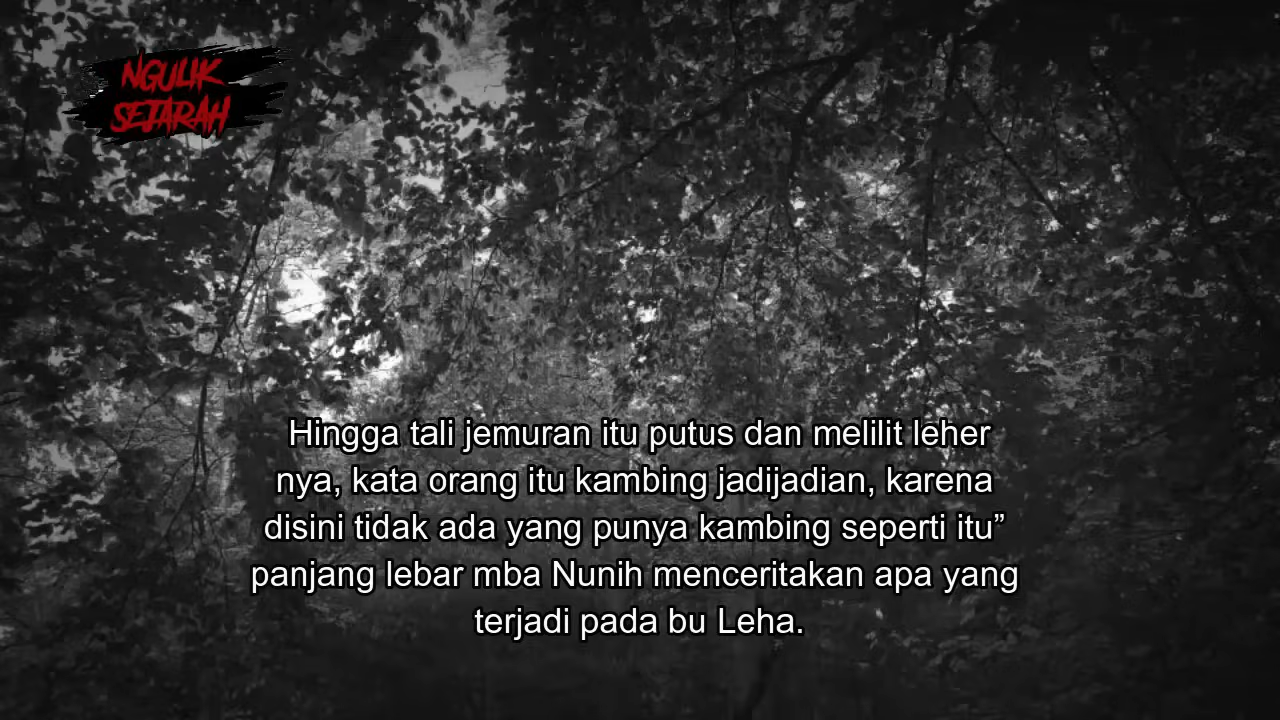 NGULIK
SEJARAH
Hingga tali jemuran itu putus dan melilit leher
nya, kata orang itu kambing jadijadian, karena
disini tidak ada yang punya kambing seperti itu”
panjang lebar mba Nunih menceritakan apa yang
terjadi pada bu Leha.